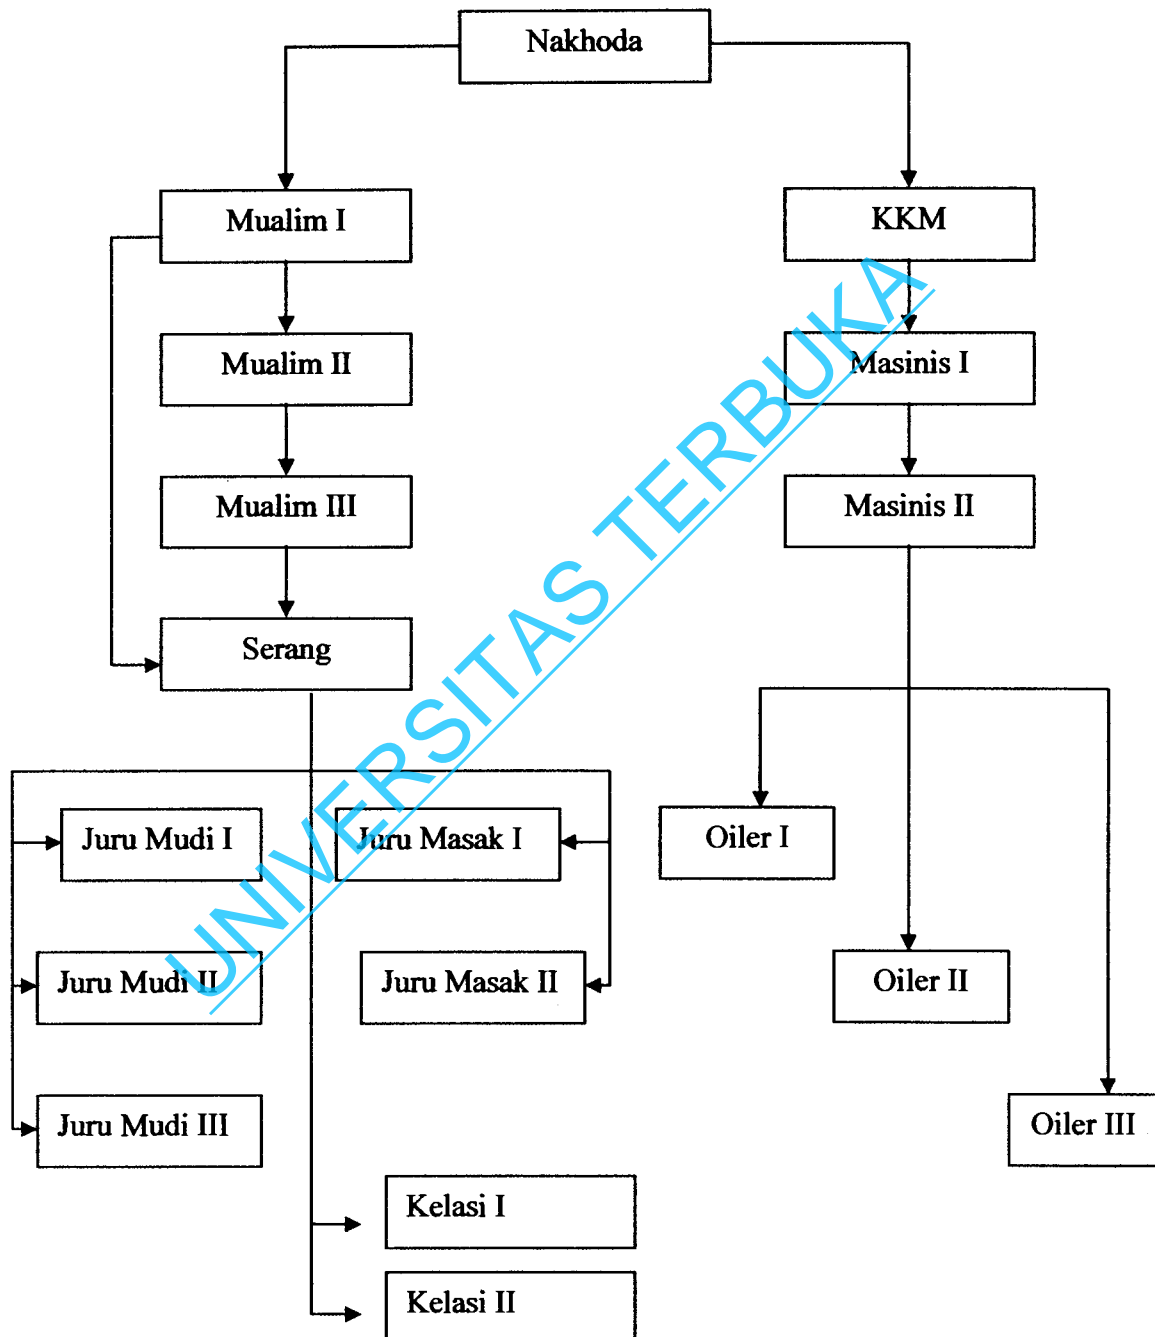 Nakhoda
Mualim I
KKM
Mualim II
Masinis I
Mualim III
Masinis II
Serang
Juru Mudi I
Juru Masak I
Oiler I
Juru Mudi II
Juru Masak II
Oiler II
Juru Mudi III
Oiler III
Kelasi I
Kelasi II
UNIVERSITAS TERBUKA